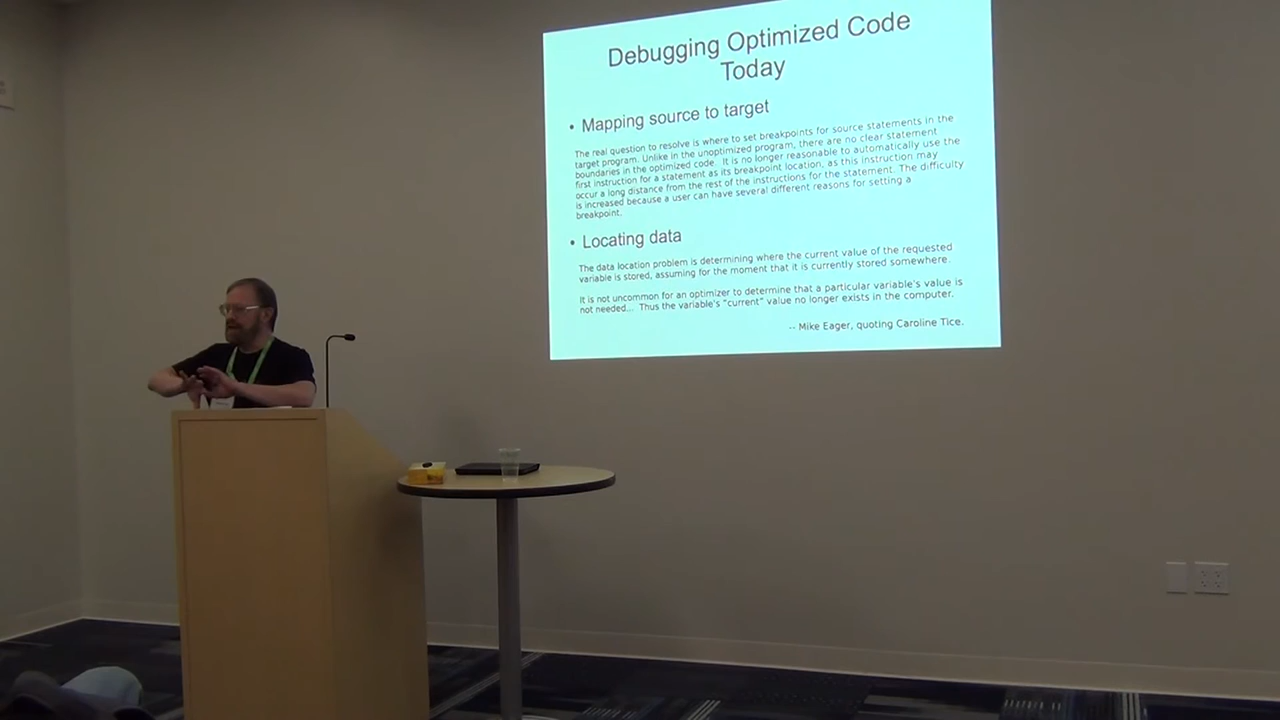 Debugging Optimized Code
Today
• Mapping source to target
The real question to resolve is where to set breakpoints for source statements in the
target program. Unlike in the unoptimized program, there are no clear statement
boundaries in the optimized code. It is no longer reasonable to automatically use the
first instruction for a statement as its breakpoint location, as this instruction may
occur a long distance from the rest of the instructions for the statement. The difficulty
is increased because a user can have several different reasons for setting a
breakpoint.
• Locating data
The data location problem is determining where the current value of the requested
variable is stored, assuming for the moment that it is currently stored somewhere.
It is not uncommon for an optimizer to determine that a particular variable's value is
not needed... Thus the variable's "current" value no longer exists in the computer.
-- Mike Eager, quoting Caroline Tice.